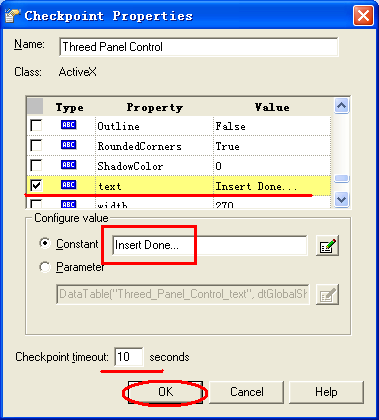 Checkpoint Properties
Name: Threed Panel Control
Class: ActiveX
Type Property Value
ABC Outline False
ABC RoundedCorners True
ABC ShadowColor 0
ABC text Insert Done...
ABC width 270
Configure value
Constant Insert Done...
Parameter
DataTable("Threed_Panel_Control_text", dtGlobalSh
Checkpoint timeout: 10 seconds
OK Cancel Help